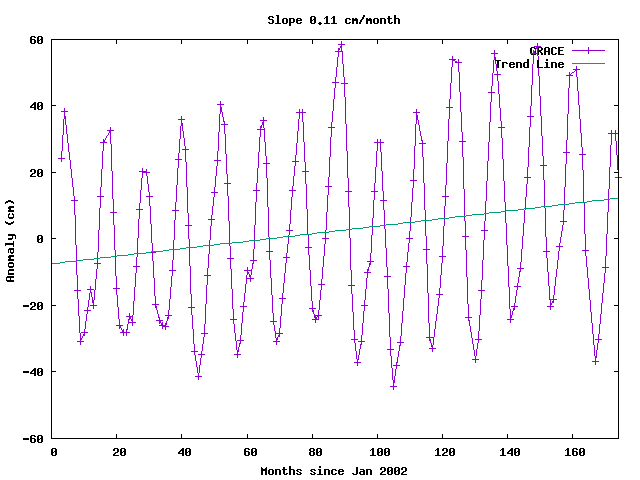 Slope 0.11 cm/month
GRACE
Trend Line
60
40
20
0
-20
-40
-60
Anomaly (cm)
0 20 40 60 80 100 120 140 160
Months since Jan 2002